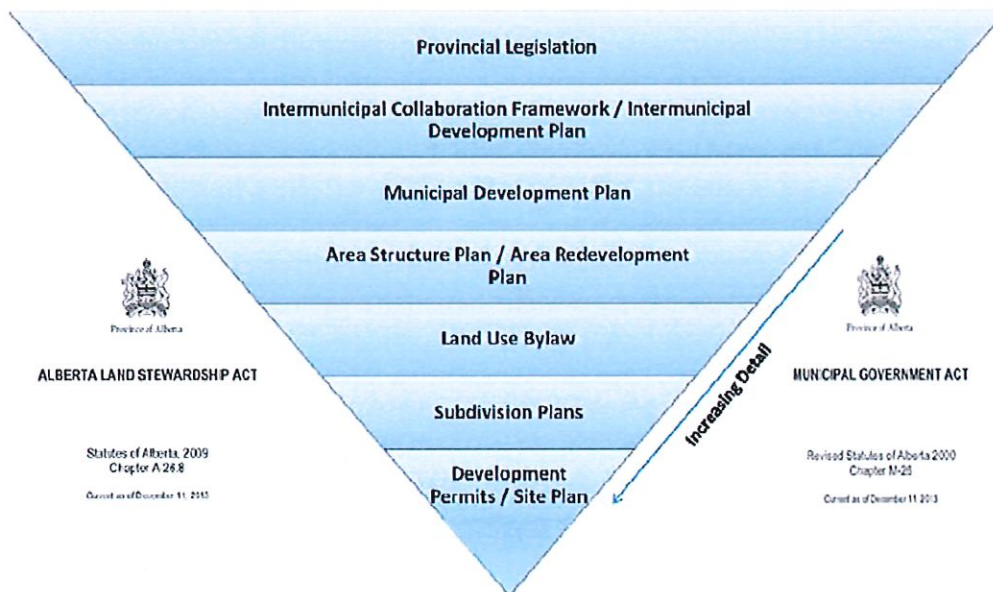 Provincial Legislation
Intermunicipal Collaboration Framework / Intermunicipal
Development Plan
Municipal Development Plan
Area Structure Plan / Area Redevelopment
Plan
Land Use Bylaw
Subdivision Plans
Development
Permits / Site Plan
Increasing Detail
Province of Alberta
ALBERTA LAND STEWARDSHIP ACT
Statutes of Alberta, 2009
Chapter A-26.8
Current as of December 11, 2013
Province of Alberta
MUNICIPAL GOVERNMENT ACT
Revised Statutes of Alberta 2000
Chapter M-26
Current as of December 11, 2013